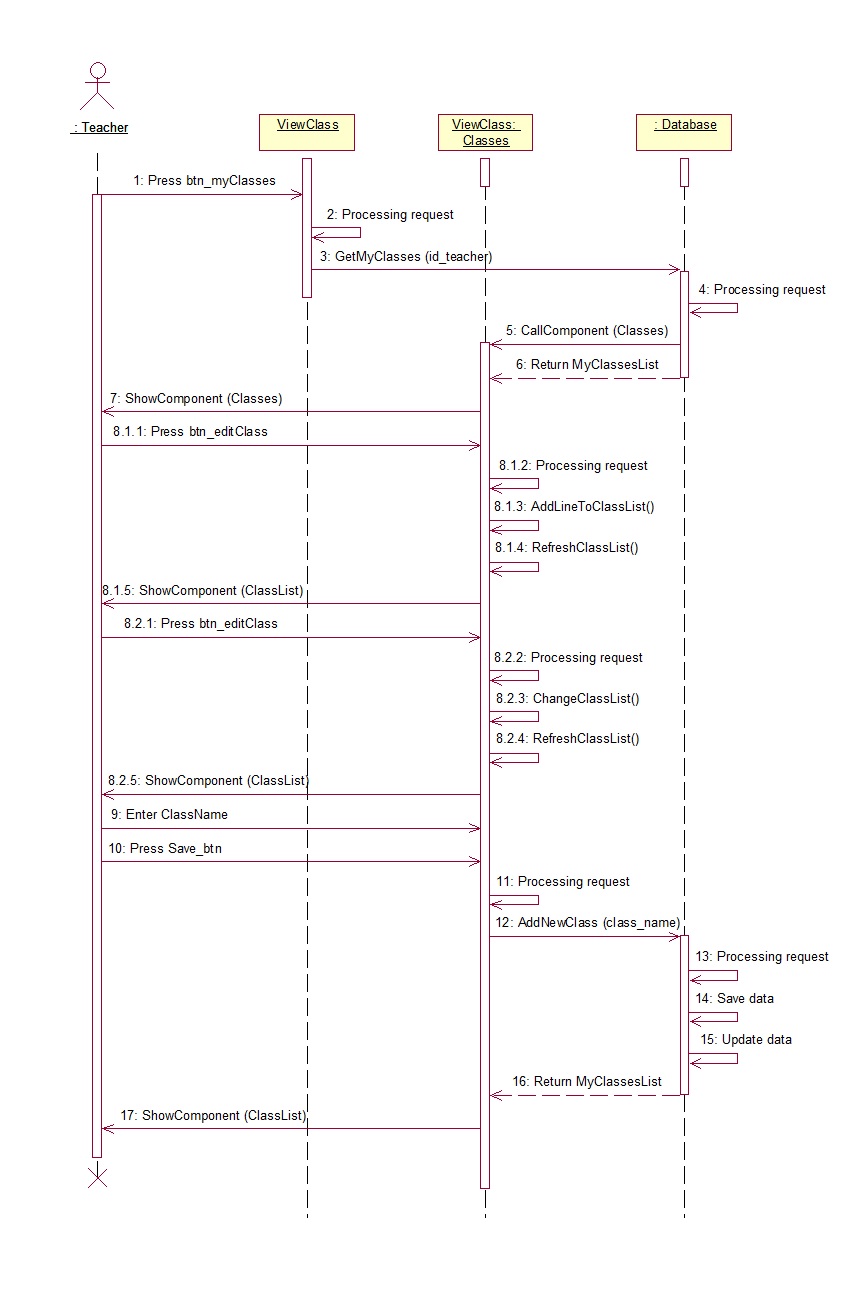 : Teacher
ViewClass
ViewClass:
Classes
: Database
1: Press btn_myClasses
2: Processing request
3: GetMyClasses (id_teacher)
4: Processing request
5: CallComponent (Classes)
6: Return MyClassesList
7: ShowComponent (Classes)
8.1.1: Press btn_editClass
8.1.2: Processing request
8.1.3: AddLineToClassList()
8.1.4: RefreshClassList()
8.1.5: ShowComponent (ClassList)
8.2.1: Press btn_editClass
8.2.2: Processing request
8.2.3: ChangeClassList()
8.2.4: RefreshClassList()
8.2.5: ShowComponent (ClassList)
9: Enter ClassName
10: Press Save_btn
11: Processing request
12: AddNewClass (class_name)
13: Processing request
14: Save data
15: Update data
16: Return MyClassesList
17: ShowComponent (ClassList)